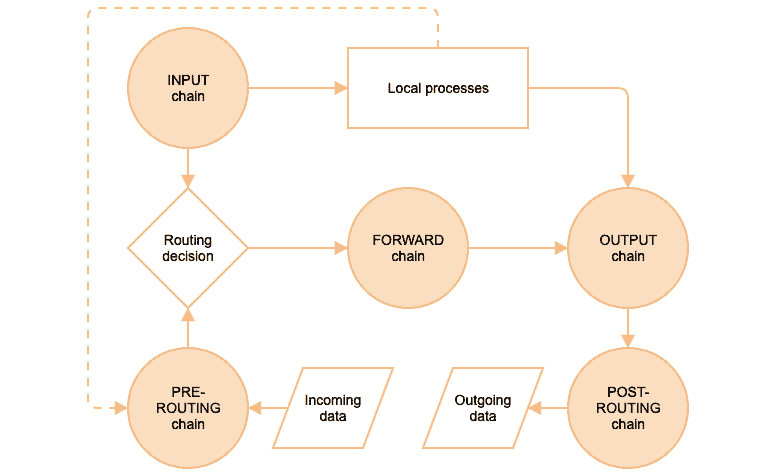 INPUT
chain
Local processes
Routing
decision
FORWARD
chain
OUTPUT
chain
PRE-
ROUTING
chain
Incoming
data
Outgoing
data
POST-
ROUTING
chain